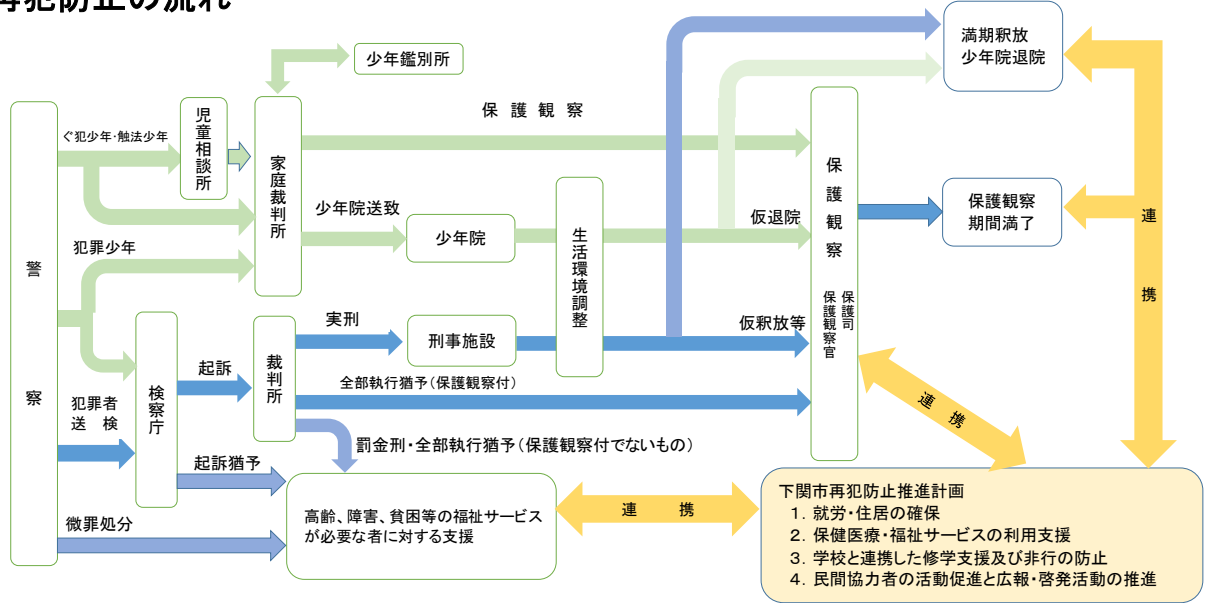 再犯防止の流れ
満期釈放
少年院退院
少年鑑別所
警察
ぐ犯少年・触法少年
児童相談所
家庭裁判所
保護観察
少年院送致
少年院
生活環境調整
仮退院
保護観察
保護司
保護観察官
保護観察
期間満了
連携
犯罪少年
実刑
刑事施設
仮釈放等
検察庁
起訴
裁判所
全部執行猶予（保護観察付）
犯罪者
送検
罰金刑・全部執行猶予（保護観察付でないもの）
起訴猶予
微罪処分
高齢、障害、貧困等の福祉サービス
が必要な者に対する支援
連携
連携
下関市再犯防止推進計画
1．就労・住居の確保
2．保健医療・福祉サービスの利用支援
3．学校と連携した修学支援及び非行の防止
4．民間協力者の活動促進と広報・啓発活動の推進